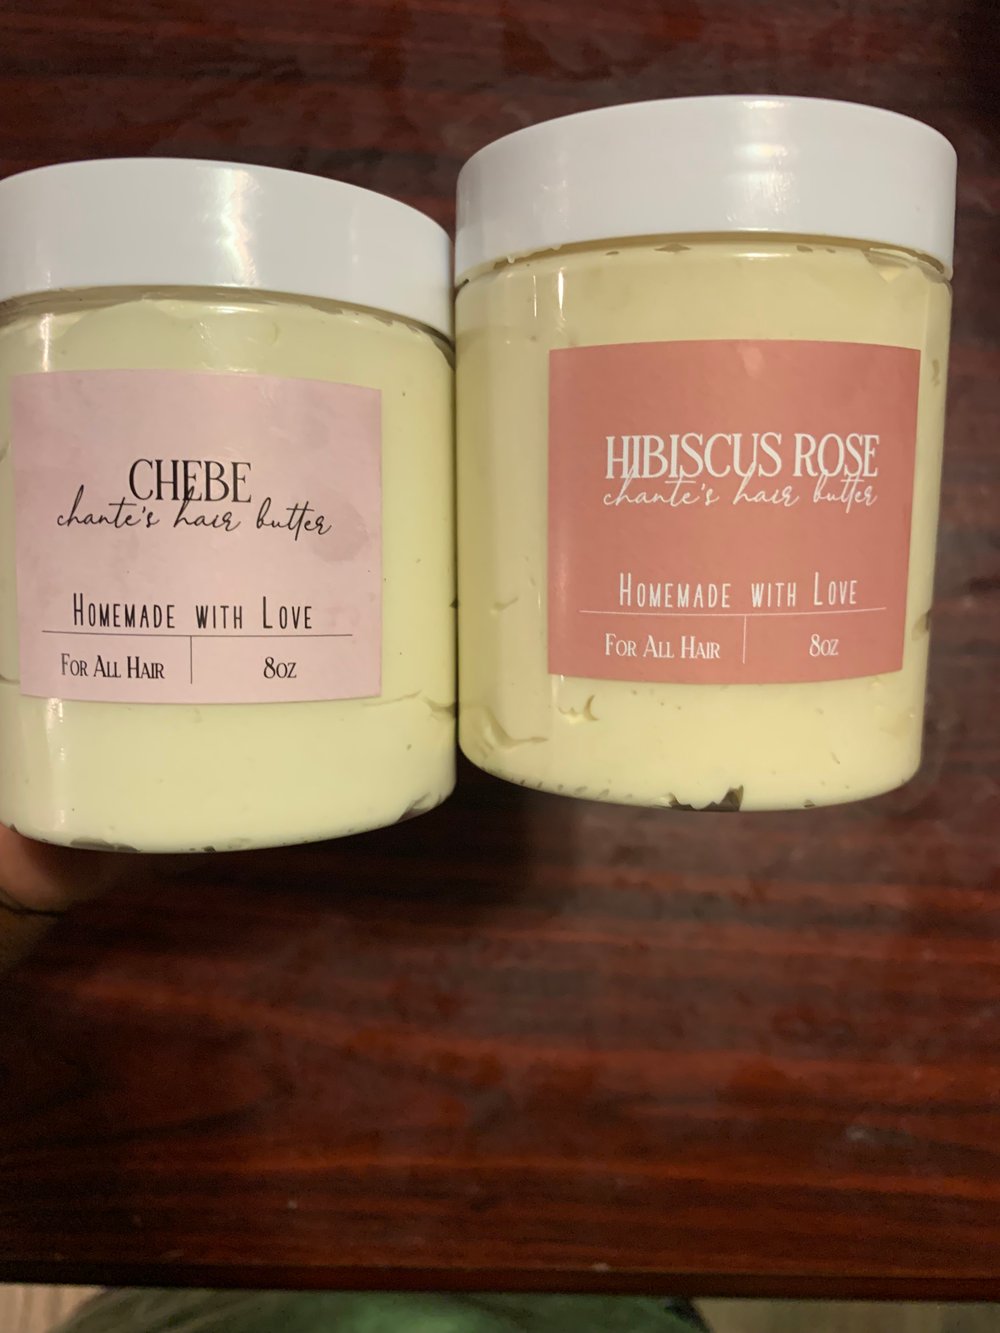 CHEBE
chante's hair butter
Homemade with Love
For All Hair
8oz
HIBISCUS ROSE
chante's hair butter
Homemade with Love
For All Hair
8oz